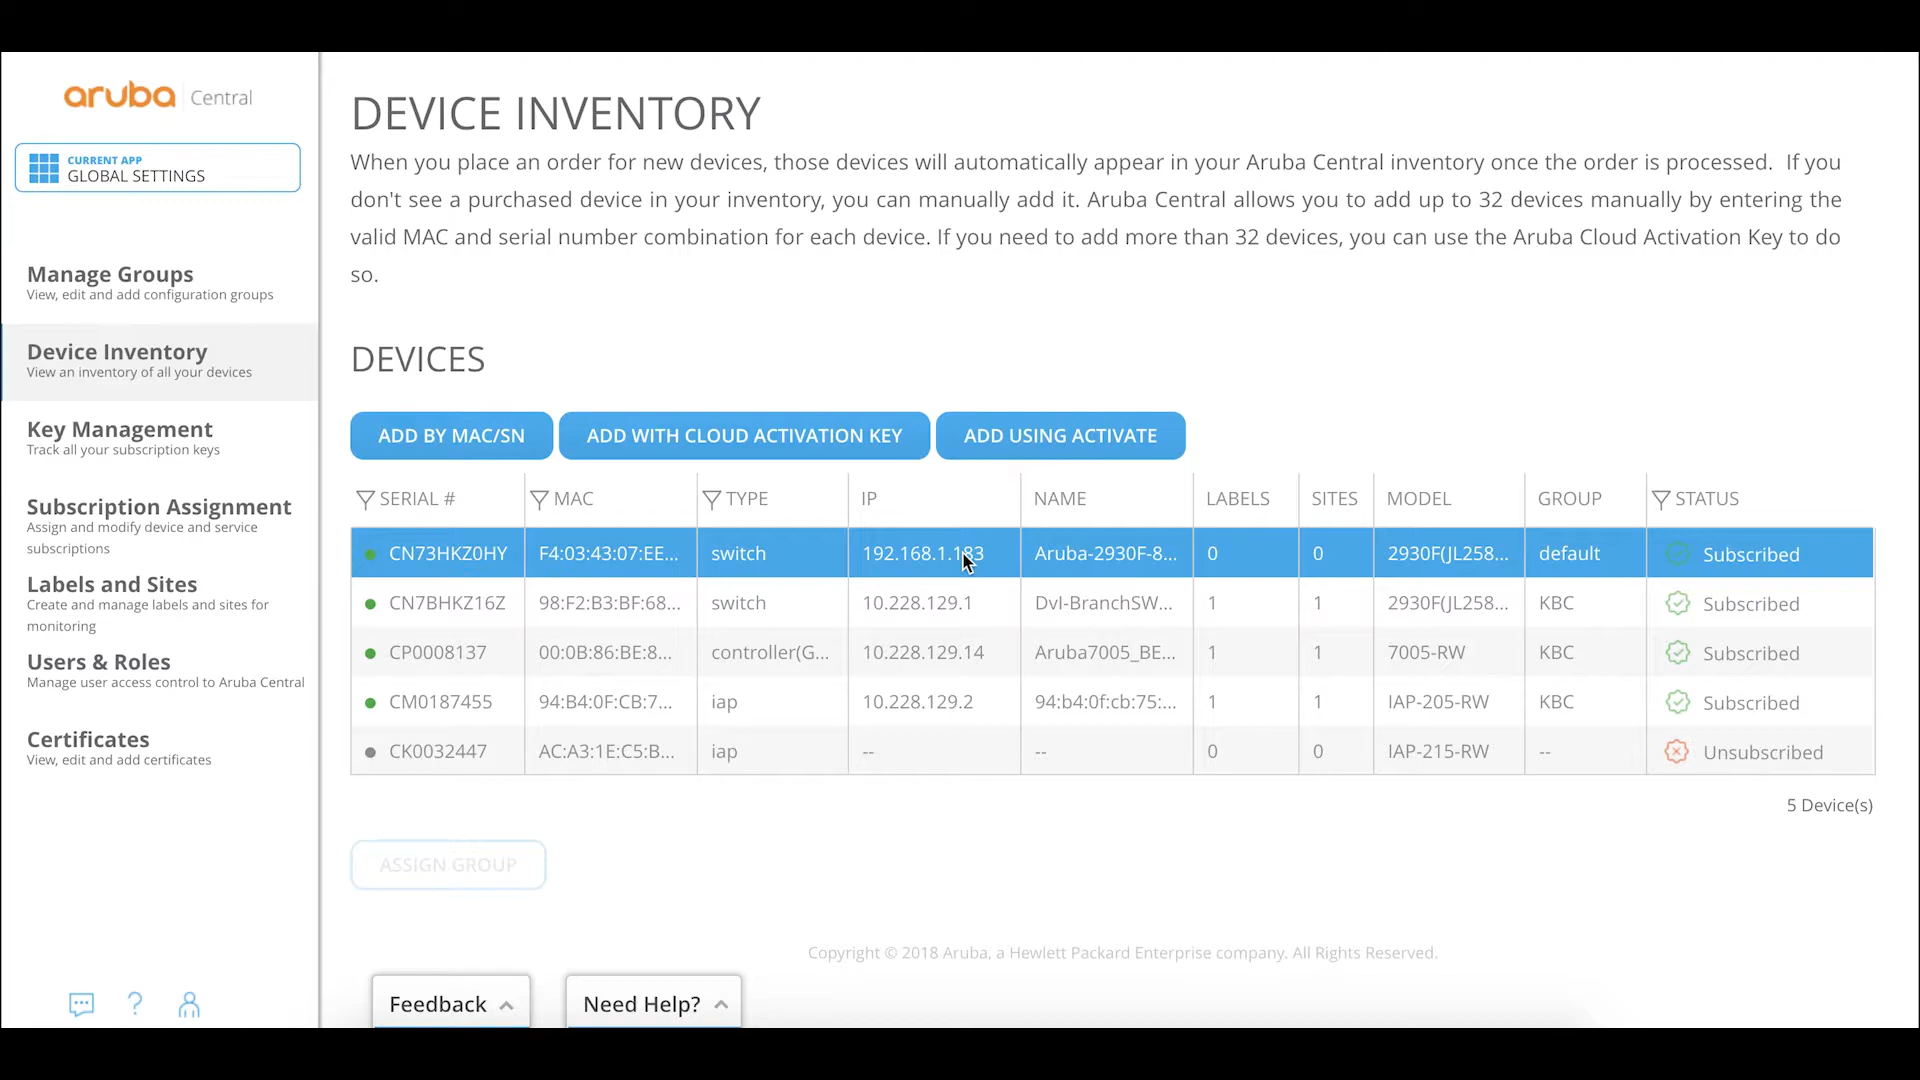 aruba Central
CURRENT APP
GLOBAL SETTINGS
Manage Groups
View, edit and add configuration groups
Device Inventory
View an inventory of all your devices
Key Management
Track all your subscription keys
Subscription Assignment
Assign and modify device and service
subscriptions
Labels and Sites
Create and manage labels and sites for
monitoring
Users & Roles
Manage user access control to Aruba Central
Certificates
View, edit and add certificates
DEVICE INVENTORY
When you place an order for new devices, those devices will automatically appear in your Aruba Central inventory once the order is processed. If you
don't see a purchased device in your inventory, you can manually add it. Aruba Central allows you to add up to 32 devices manually by entering the
valid MAC and serial number combination for each device. If you need to add more than 32 devices, you can use the Aruba Cloud Activation Key to do
so.
DEVICES
ADD BY MAC/SN ADD WITH CLOUD ACTIVATION KEY ADD USING ACTIVATE
SERIAL # MAC TYPE IP NAME LABELS SITES MODEL GROUP STATUS
CN73HKZ0HY F4:03:43:07:EE... switch 192.168.1.183 Aruba-2930F-8... 0 0 2930F(JL258... default Subscribed
CN7BHKZ16Z 98:F2:B3:BF:68... switch 10.228.129.1 Dvl-BranchSW... 1 1 2930F(JL258... KBC Subscribed
CP0008137 00:0B:86:BE:8... controller(G... 10.228.129.14 Aruba7005_BE... 1 1 7005-RW KBC Subscribed
CM0187455 94:B4:0F:CB:7... iap 10.228.129.2 94:b4:0f:cb:75:... 1 1 IAP-205-RW KBC Subscribed
CK0032447 AC:A3:1E:C5:B... iap -- -- 0 0 IAP-215-RW -- Unsubscribed
5 Device(s)
ASSIGN GROUP
Copyright © 2018 Aruba, a Hewlett Packard Enterprise company. All Rights Reserved.
Feedback Need Help?